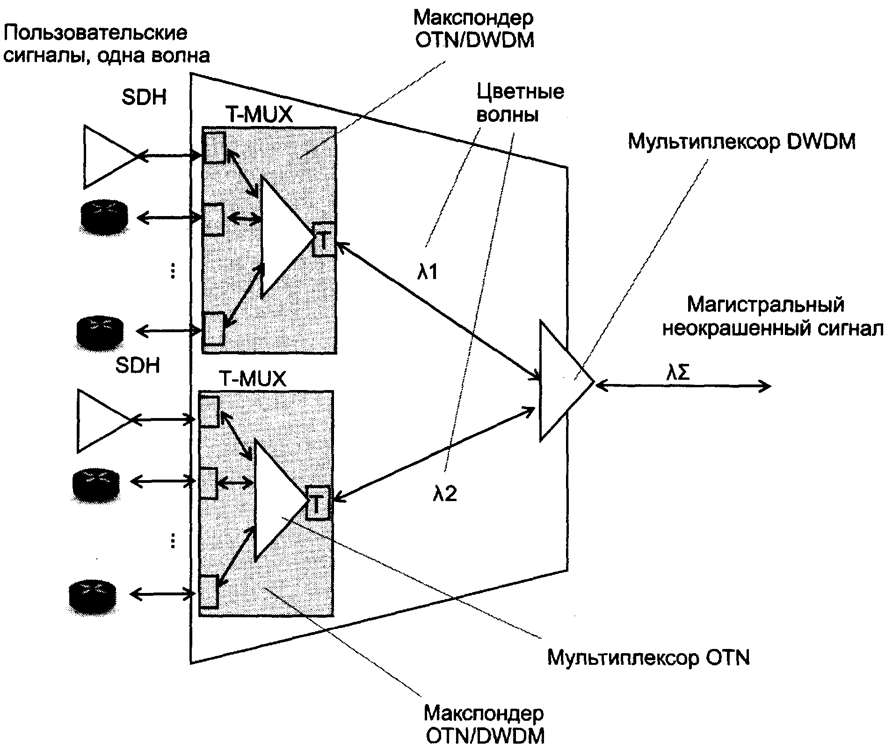 Пользовательские
сигналы, одна волна
Макспондер
OTN/DWDM
SDH
T-MUX
Цветные
волны
Мультиплексор DWDM
T
λ1
...
Магистральный
неокрашенный сигнал
λΣ
SDH
T-MUX
T
λ2
...
Мультиплексор OTN
Макспондер
OTN/DWDM